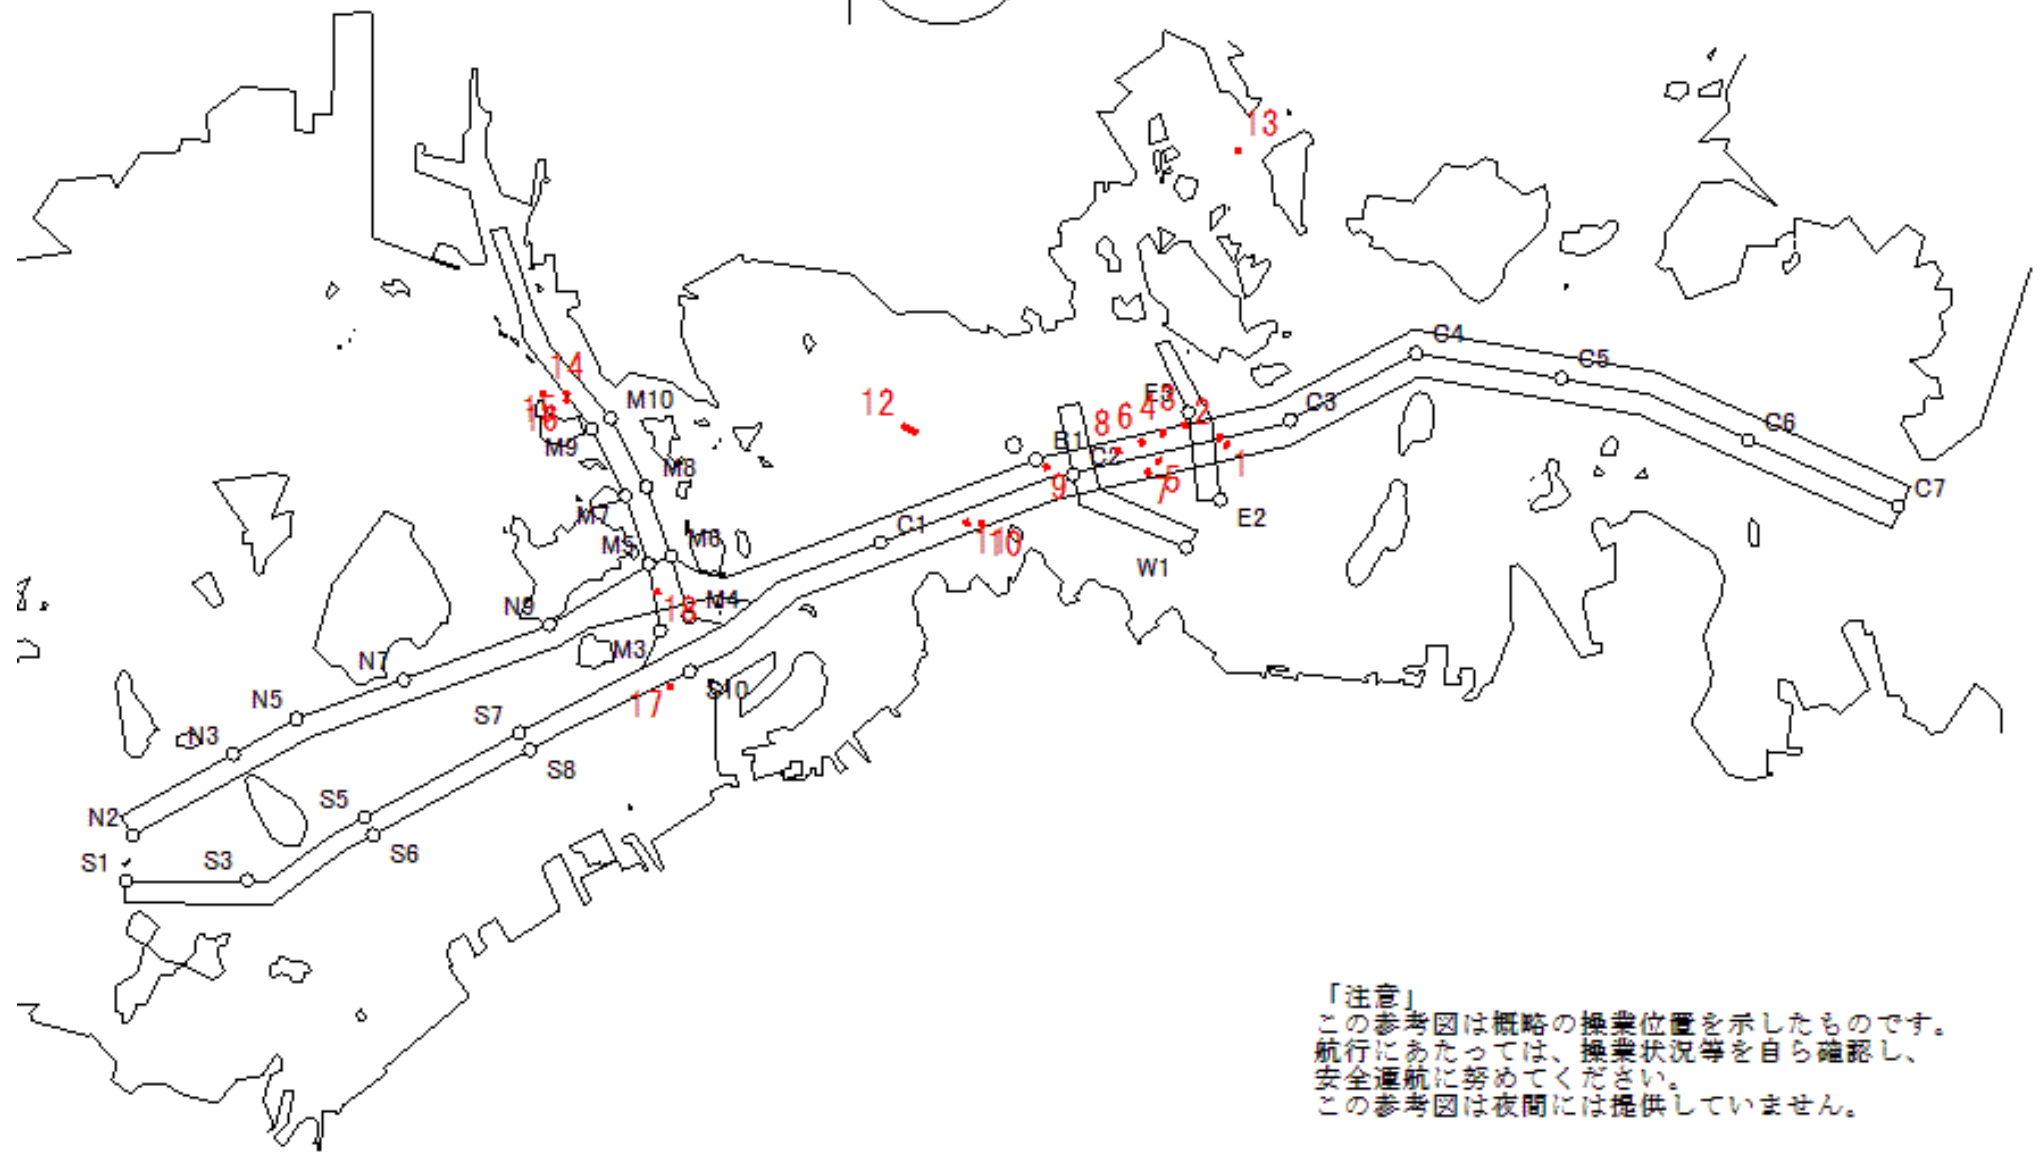 13
14
C4
C5
15
16
M10
12
E3
3
4
2
6
8
C3
M9
B1
C2
C6
M8
5
1
9
7
C7
M7
E2
C1
M5
M6
11
10
W1
N9
M4
18
M3
N7
S10
17
N5
S7
N3
S8
S5
N2
S6
S1
S3
「注意」
この参考図は概略の操業位置を示したものです。
航行にあたっては、操業状況等を自ら確認し、
安全運航に努めてください。
この参考図は夜間には提供していません。